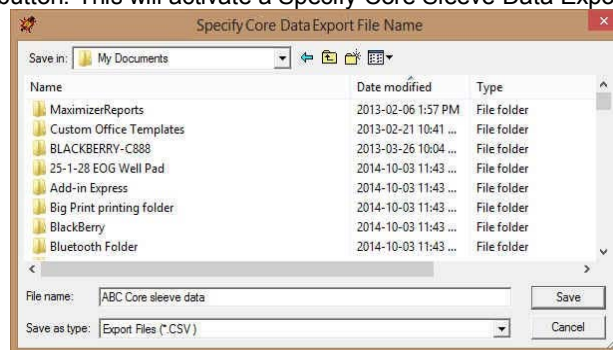 button. This will activate a Specify Core Sleeve Data Expo
Specify Core Data Export File Name
Save in: My Documents
Name Date modified Type
MaximizerReports 2013-02-06 1:57 PM File folder
Custom Office Templates 2013-02-21 10:41 ... File folder
BLACKBERRY-C888 2013-03-26 10:04 ... File folder
25-1-28 EOG Well Pad 2014-10-03 11:43 ... File folder
Add-in Express 2014-10-03 11:43 ... File folder
Big Print printing folder 2014-10-03 11:43 ... File folder
BlackBerry 2014-10-03 11:43 ... File folder
Bluetooth Folder 2014-10-03 11:43 ... File folder
File name: ABC Core sleeve data Save
Save as type: Export Files (*.CSV) Cancel